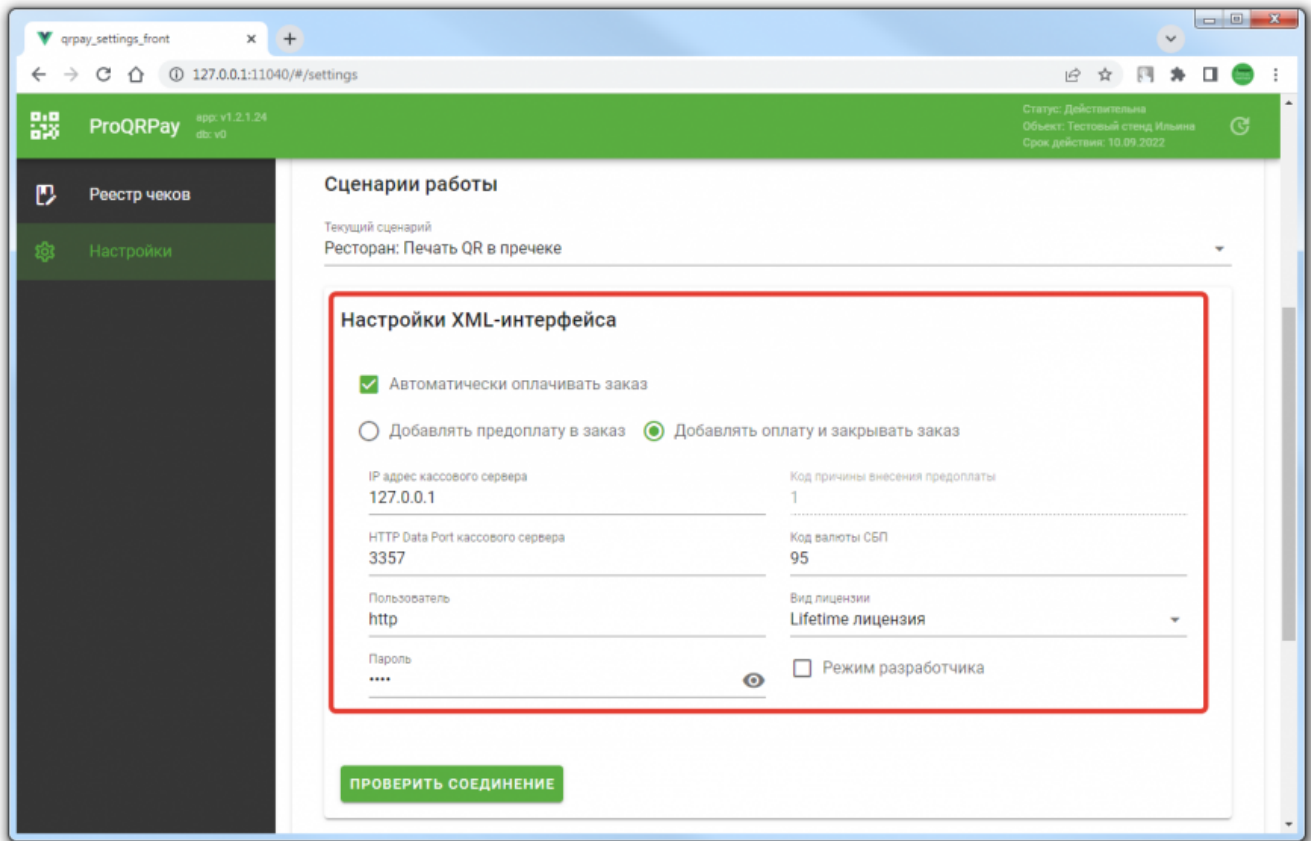 qrpay_settings_front
127.0.0.1:11040/#/settings
ProQRPay
app: v1.2.1.24
db: v0
Статус: Действительна
Объект: Тестовый стенд Ильина
Срок действия: 10.09.2022
Реестр чеков
Настройки
Сценарии работы
Текущий сценарий
Ресторан: Печать QR в пречеке
Настройки XML-интерфейса
Автоматически оплачивать заказ
Добавлять предоплату в заказ Добавлять оплату и закрывать заказ
IP адрес кассового сервера Код причины внесения предоплаты
127.0.0.1 1
HTTP Data Port кассового сервера Код валюты СБП
3357 95
Пользователь Вид лицензии
http Lifetime лицензия
Пароль
•••• Режим разработчика
ПРОВЕРИТЬ СОЕДИНЕНИЕ